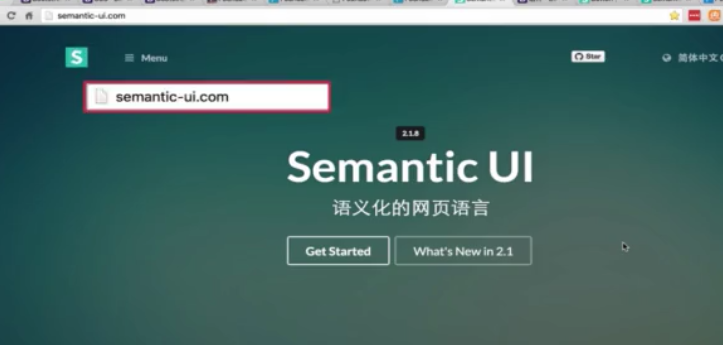 semantic-ui.com
S
Menu
Star
简体中文
semantic-ui.com
2.1.8
Semantic UI
语义化的网页语言
Get Started
What's New in 2.1